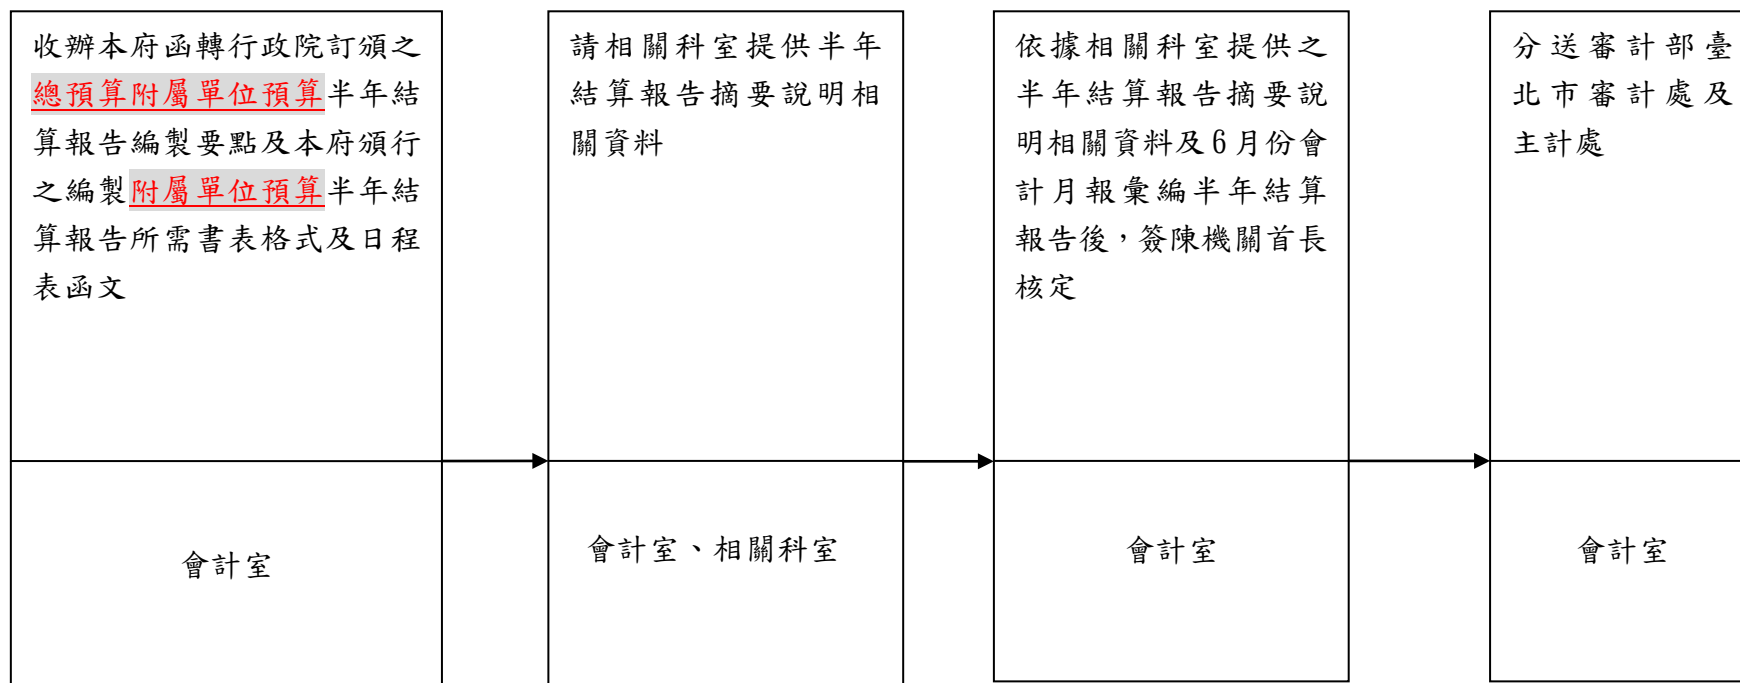 收辦本府函轉行政院訂頒之
總預算附屬單位預算半年結
算報告編製要點及本府頒行
之編製附屬單位預算半年結
算報告所需書表格式及日程
表函文
會計室
請相關科室提供半年
結算報告摘要說明相
關資料
會計室、相關科室
依據相關科室提供之
半年結算報告摘要說
明相關資料及6月份會
計月報彙編半年結算
報告後，簽陳機關首長
核定
會計室
分送審計部臺
北市審計處及
主計處
會計室